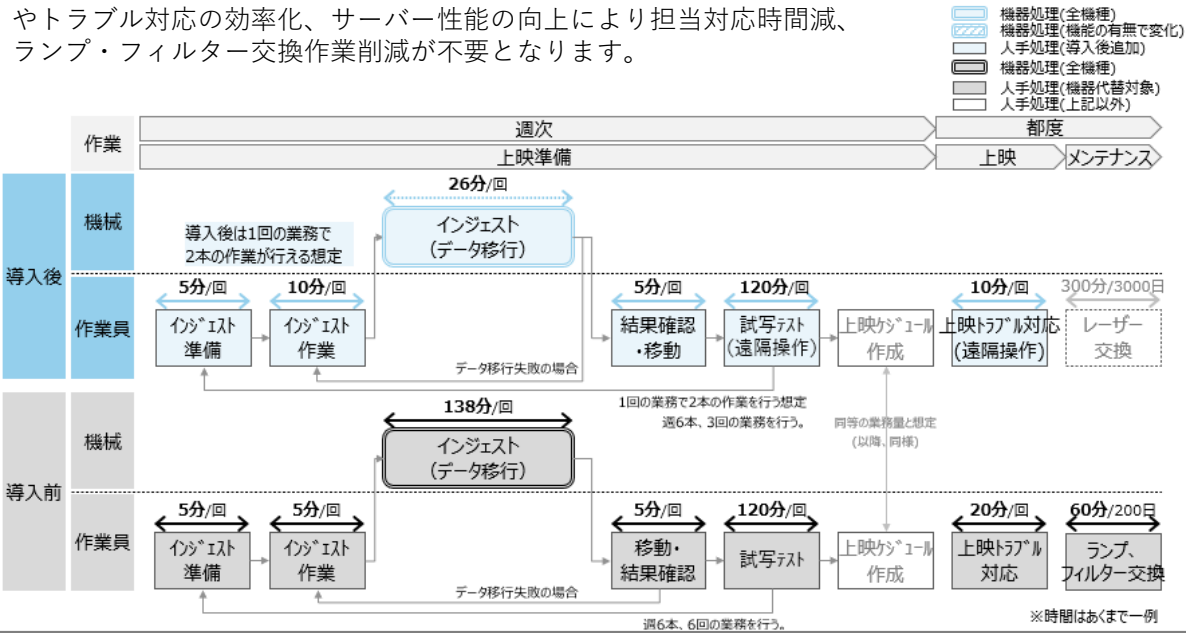 やトラブル対応の効率化、サーバー性能の向上により担当対応時間減、
ランプ・フィルター交換作業削減が不要となります。
機器処理(全機種)
機器処理(機能の有無で変化)
人手処理(導入後追加)
機器処理(全機種)
人手処理(機器代替対象)
人手処理(上記以外)
作業
週次
都度
上映準備
上映
メンテナンス
導入後
機械
導入後は1回の業務で
2本の作業が行える想定
26分/回
インジェスト
(データ移行)
作業員
5分/回
インジェスト
準備
10分/回
インジェスト
作業
データ移行失敗の場合
5分/回
結果確認
・移動
120分/回
試写テスト
(遠隔操作)
上映ケジュール
作成
10分/回
上映トラブル対応
(遠隔操作)
300分/3000日
レーザー
交換
1回の業務で2本の作業を行う想定
週6本、3回の業務を行う。
同等の業務量と想定
(以降、同様)
導入前
機械
138分/回
インジェスト
(データ移行)
作業員
5分/回
インジェスト
準備
5分/回
インジェスト
作業
データ移行失敗の場合
5分/回
移動・
結果確認
120分/回
試写テスト
上映ケジュール
作成
20分/回
上映トラブル
対応
60分/200日
ランプ、
フィルター交換
週6本、6回の業務を行う。
※時間はあくまで一例